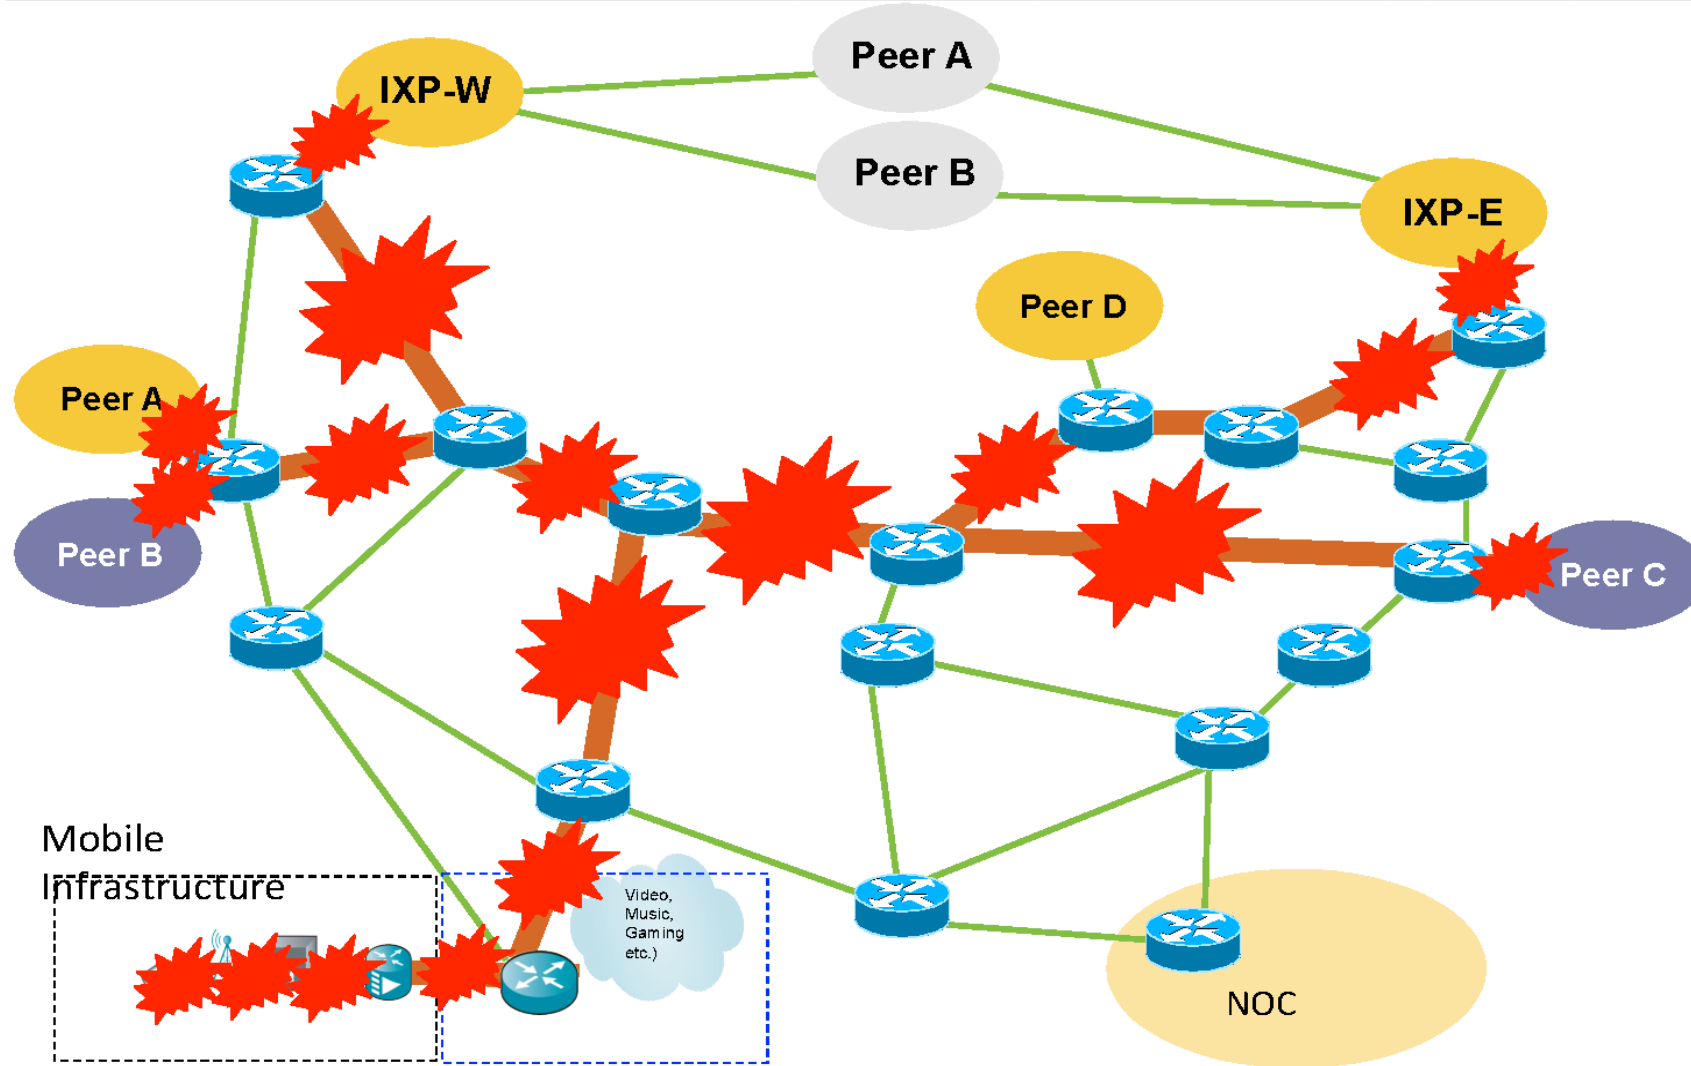 IXP-W
Peer A
Peer B
IXP-E
Peer D
Peer A
Peer B
Peer C
Mobile
Infrastructure
Video,
Music,
Gaming
etc.)
NOC